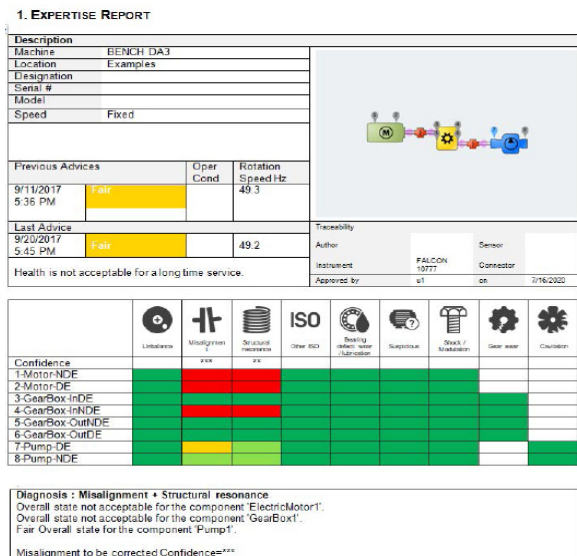 1. EXPERTISE REPORT
Description
Machine BENCH DA3
Location Examples
Designation
Serial #
Model
Speed Fixed
M
Previous Advices Oper Cond Rotation Speed Hz
9/11/2017 5:36 PM Fair 49.3
Last Advice
9/20/2017 5:45 PM Fair 49.2
Health is not acceptable for a long time service.
Traceability
Author Sensor
Instrument FALCON 10777 Connector
Approved by u1 on 7/16/2020
ISO
Unbalance Misalignment Structural resonance Other ISO Bearing defect wear /lubrication Suspicious Shock / Modulation Gear wear Cavitation
Confidence *** **
1-Motor-NDE
2-Motor-DE
3-GearBox-InDE
4-GearBox-InNDE
5-GearBox-OutNDE
6-GearBox-OutDE
7-Pump-DE
8-Pump-NDE
Diagnosis : Misalignment + Structural resonance
Overall state not acceptable for the component 'ElectricMotor1'.
Overall state not acceptable for the component 'GearBox1'.
Fair Overall state for the component 'Pump1'.
Misalignment to be corrected Confidence=***